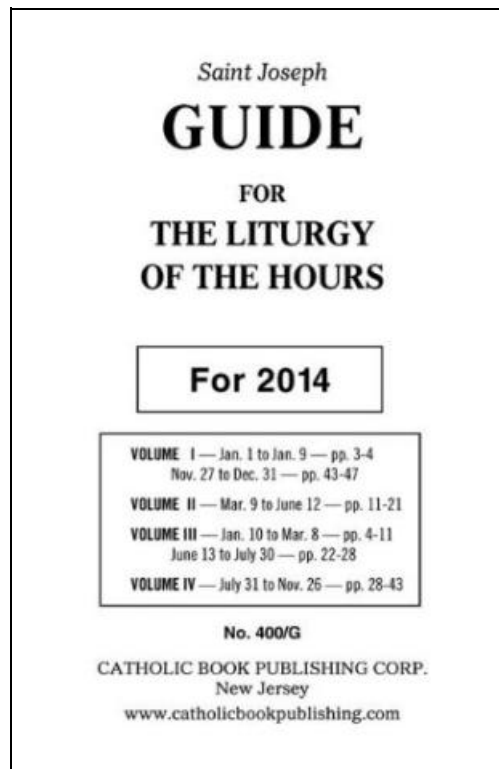 Saint Joseph
GUIDE
FOR
THE LITURGY
OF THE HOURS
For 2014
VOLUME I — Jan. 1 to Jan. 9 — pp. 3-4
Nov. 27 to Dec. 31 — pp. 43-47
VOLUME II — Mar. 9 to June 12 — pp. 11-21
VOLUME III — Jan. 10 to Mar. 8 — pp. 4-11
June 13 to July 30 — pp. 22-28
VOLUME IV — July 31 to Nov. 26 — pp. 28-43
No. 400/G
CATHOLIC BOOK PUBLISHING CORP.
New Jersey
www.catholicbookpublishing.com